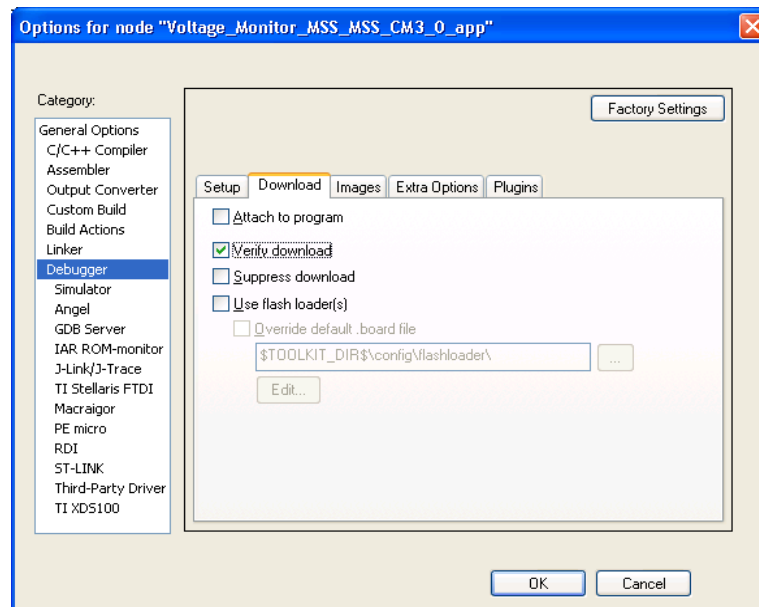 Options for node "Voltage_Monitor_MSS_MSS_CM3_0_app"
Category:
Factory Settings
General Options
C/C++ Compiler
Assembler
Output Converter
Custom Build
Build Actions
Linker
Debugger
Simulator
Angel
GDB Server
IAR ROM-monitor
J-Link/J-Trace
TI Stellaris FTDI
Macraigor
PE micro
RDI
ST-LINK
Third-Party Driver
TI XDS100
Setup Download Images Extra Options Plugins
Attach to program
Verify download
Suppress download
Use flash loader(s)
Override default .board file
$TOOLKIT_DIR$\config\flashloader\
...
Edit...
OK Cancel